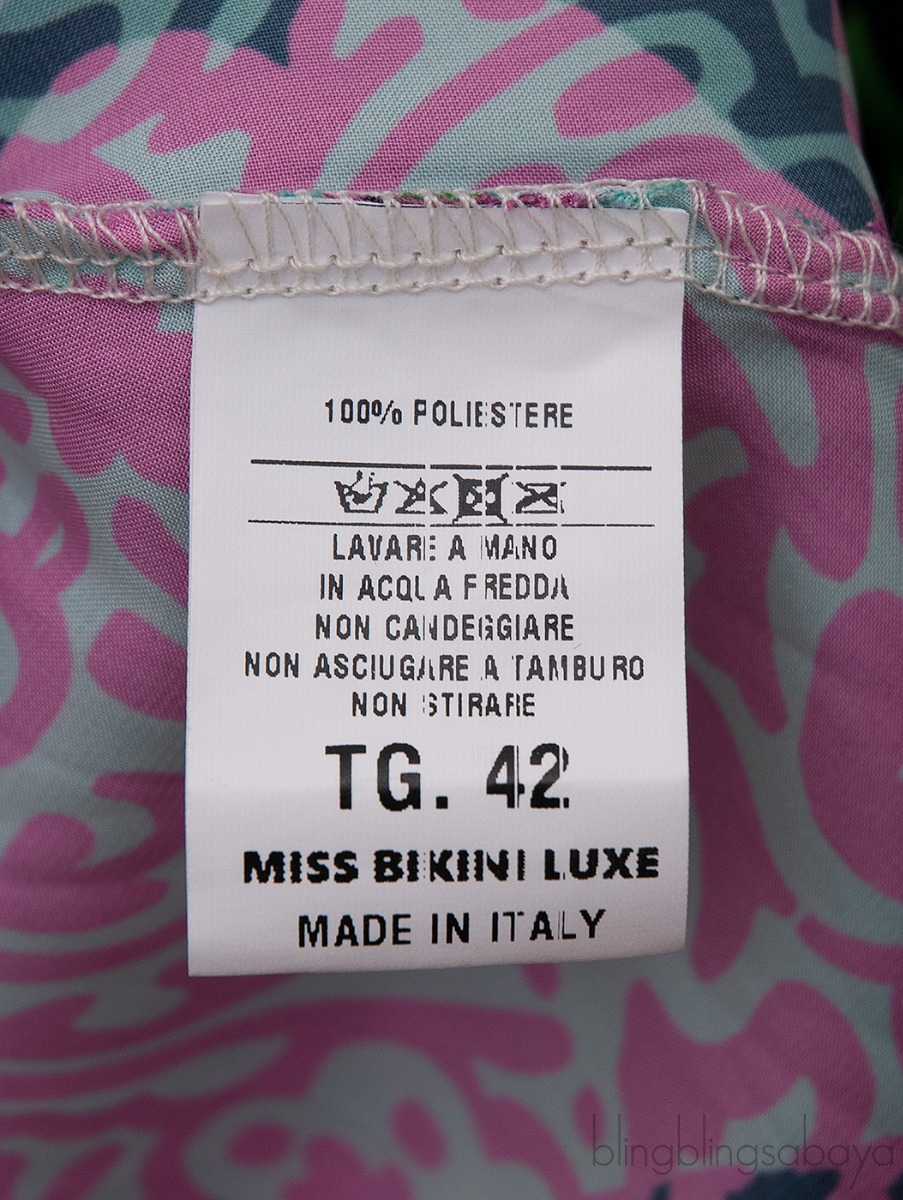 100% POLIESTERE
LAVARE A MANO
IN ACQUA FREDDA
NON CANDEGGIARE
NON ASCIUGARE A TAMBURO
NON STIRARE
TG. 42
MISS BIKINI LUXE
MADE IN ITALY
blingblingsabaya